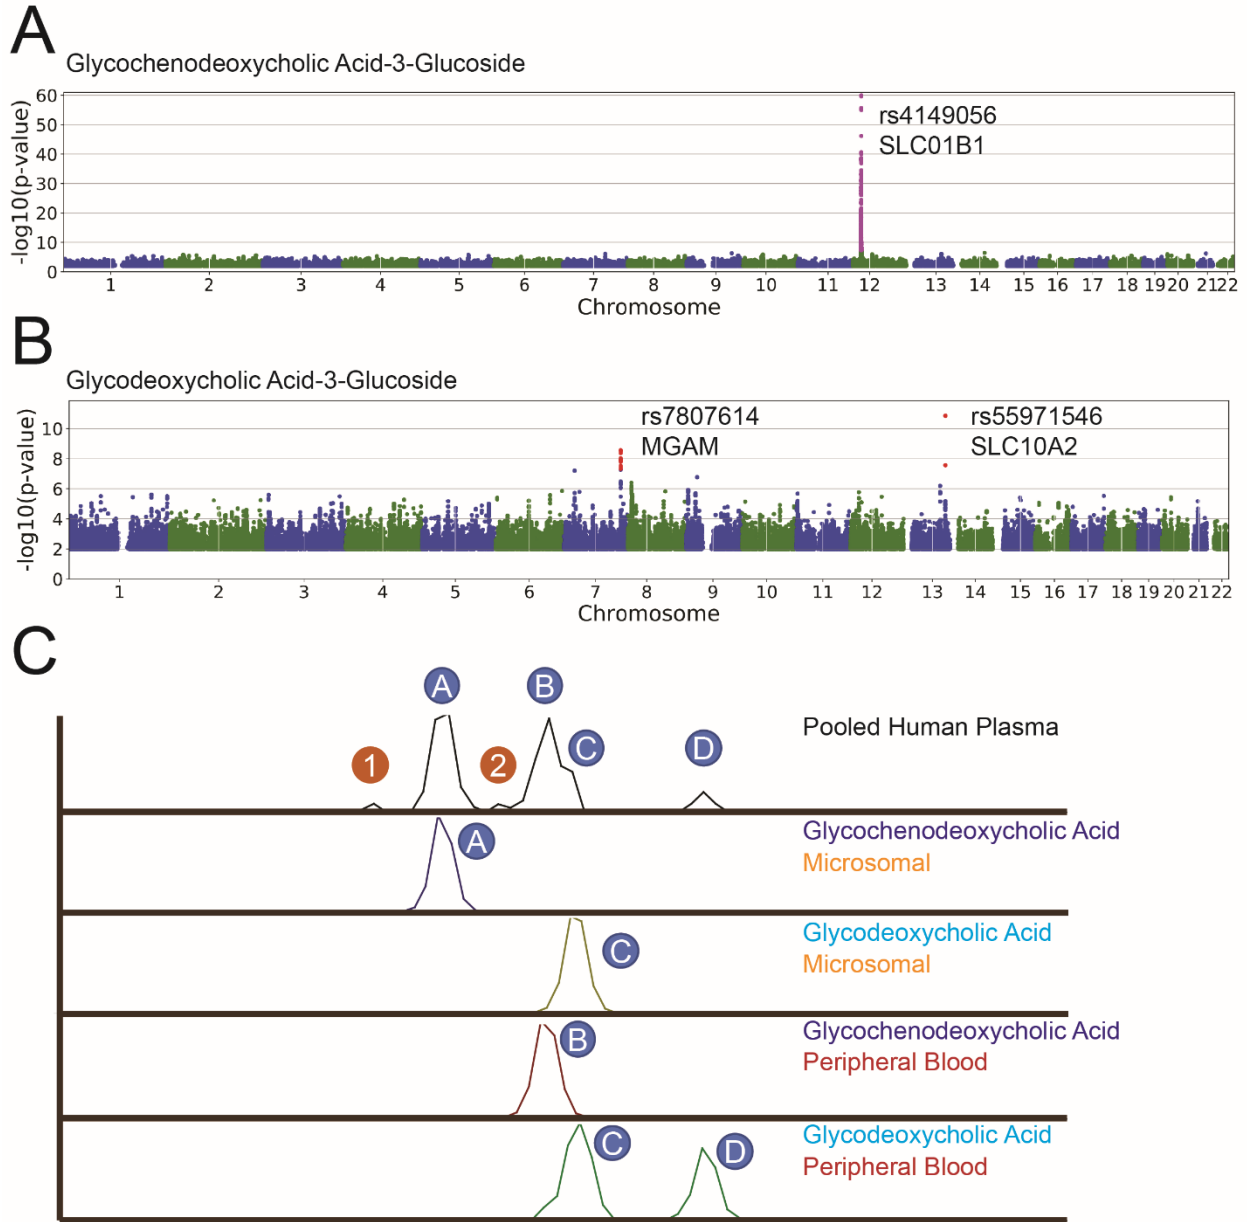 A
Glycochenodeoxycholic Acid-3-Glucoside
-log10(p-value)
60
50
40
30
20
10
0
rs4149056
SLC01B1
1 2 3 4 5 6 7 8 9 10 11 12 13 14 15 16 17 18 19 20 21 22
Chromosome
B
Glycodeoxycholic Acid-3-Glucoside
-log10(p-value)
10
8
6
4
2
0
rs7807614
MGAM
rs55971546
SLC10A2
1 2 3 4 5 6 7 8 9 10 11 12 13 14 15 16 17 18 19 20 21 22
Chromosome
C
A
B
1
2
C
D
Pooled Human Plasma
A
Glycochenodeoxycholic Acid
Microsomal
C
Glycodeoxycholic Acid
Microsomal
B
Glycochenodeoxycholic Acid
Peripheral Blood
C
D
Glycodeoxycholic Acid
Peripheral Blood